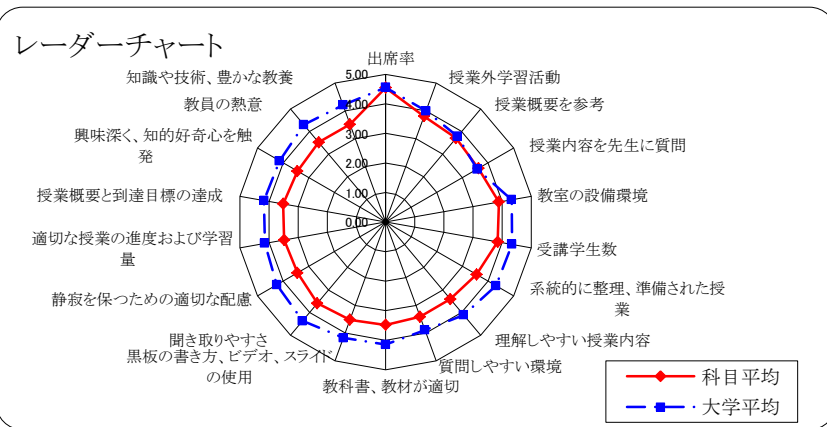 レーダーチャート
出席率
授業外学習活動
授業概要を参考
授業内容を先生に質問
教室の設備環境
受講学生数
系統的に整理、準備された授
業
理解しやすい授業内容
質問しやすい環境
教科書、教材が適切
黒板の書き方、ビデオ、スライド
の使用
聞き取りやすさ
静寂を保つための適切な配慮
適切な授業の進度および学習
量
授業概要と到達目標の達成
興味深く、知的好奇心を触
発
教員の熱意
知識や技術、豊かな教養
5.00
4.00
3.00
2.00
1.00
0.00
科目平均
大学平均